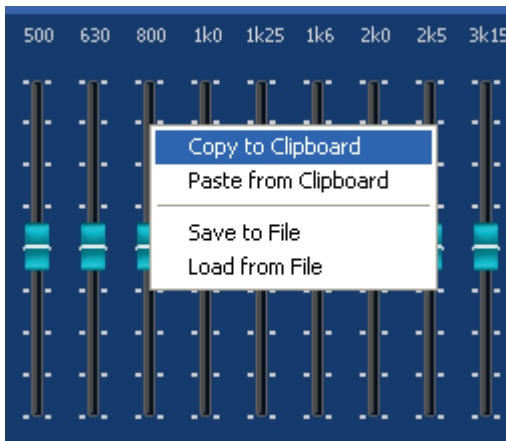 500 630 800 1k0 1k25 1k6 2k0 2k5 3k15
Copy to Clipboard
Paste from Clipboard
Save to File
Load from File